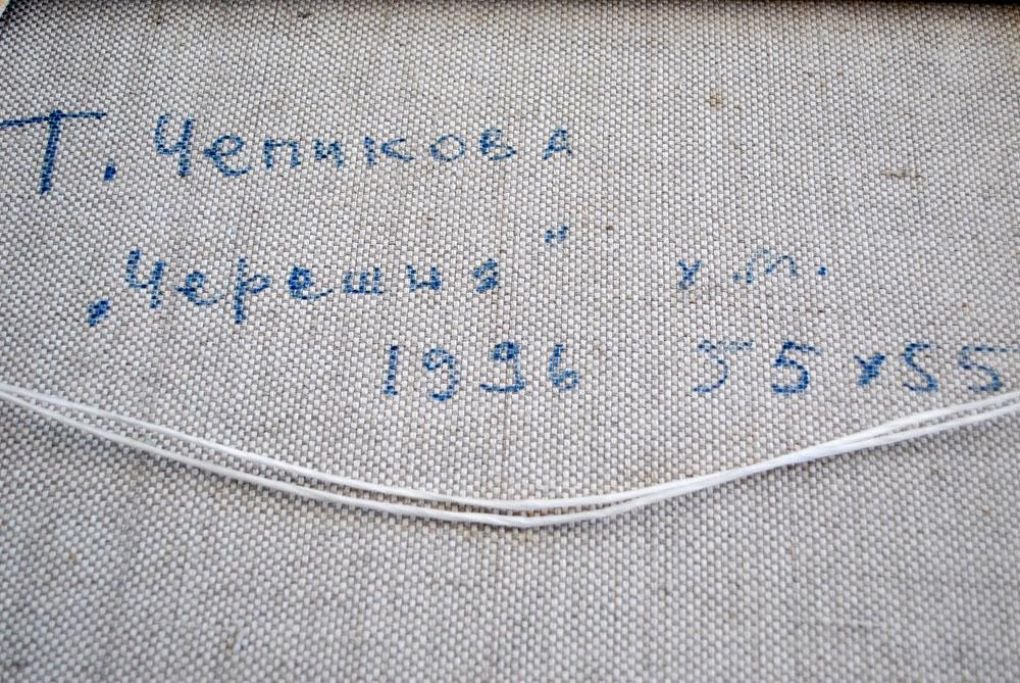 Т. Чепикова
„Черешня" х.м.
1996 55х55